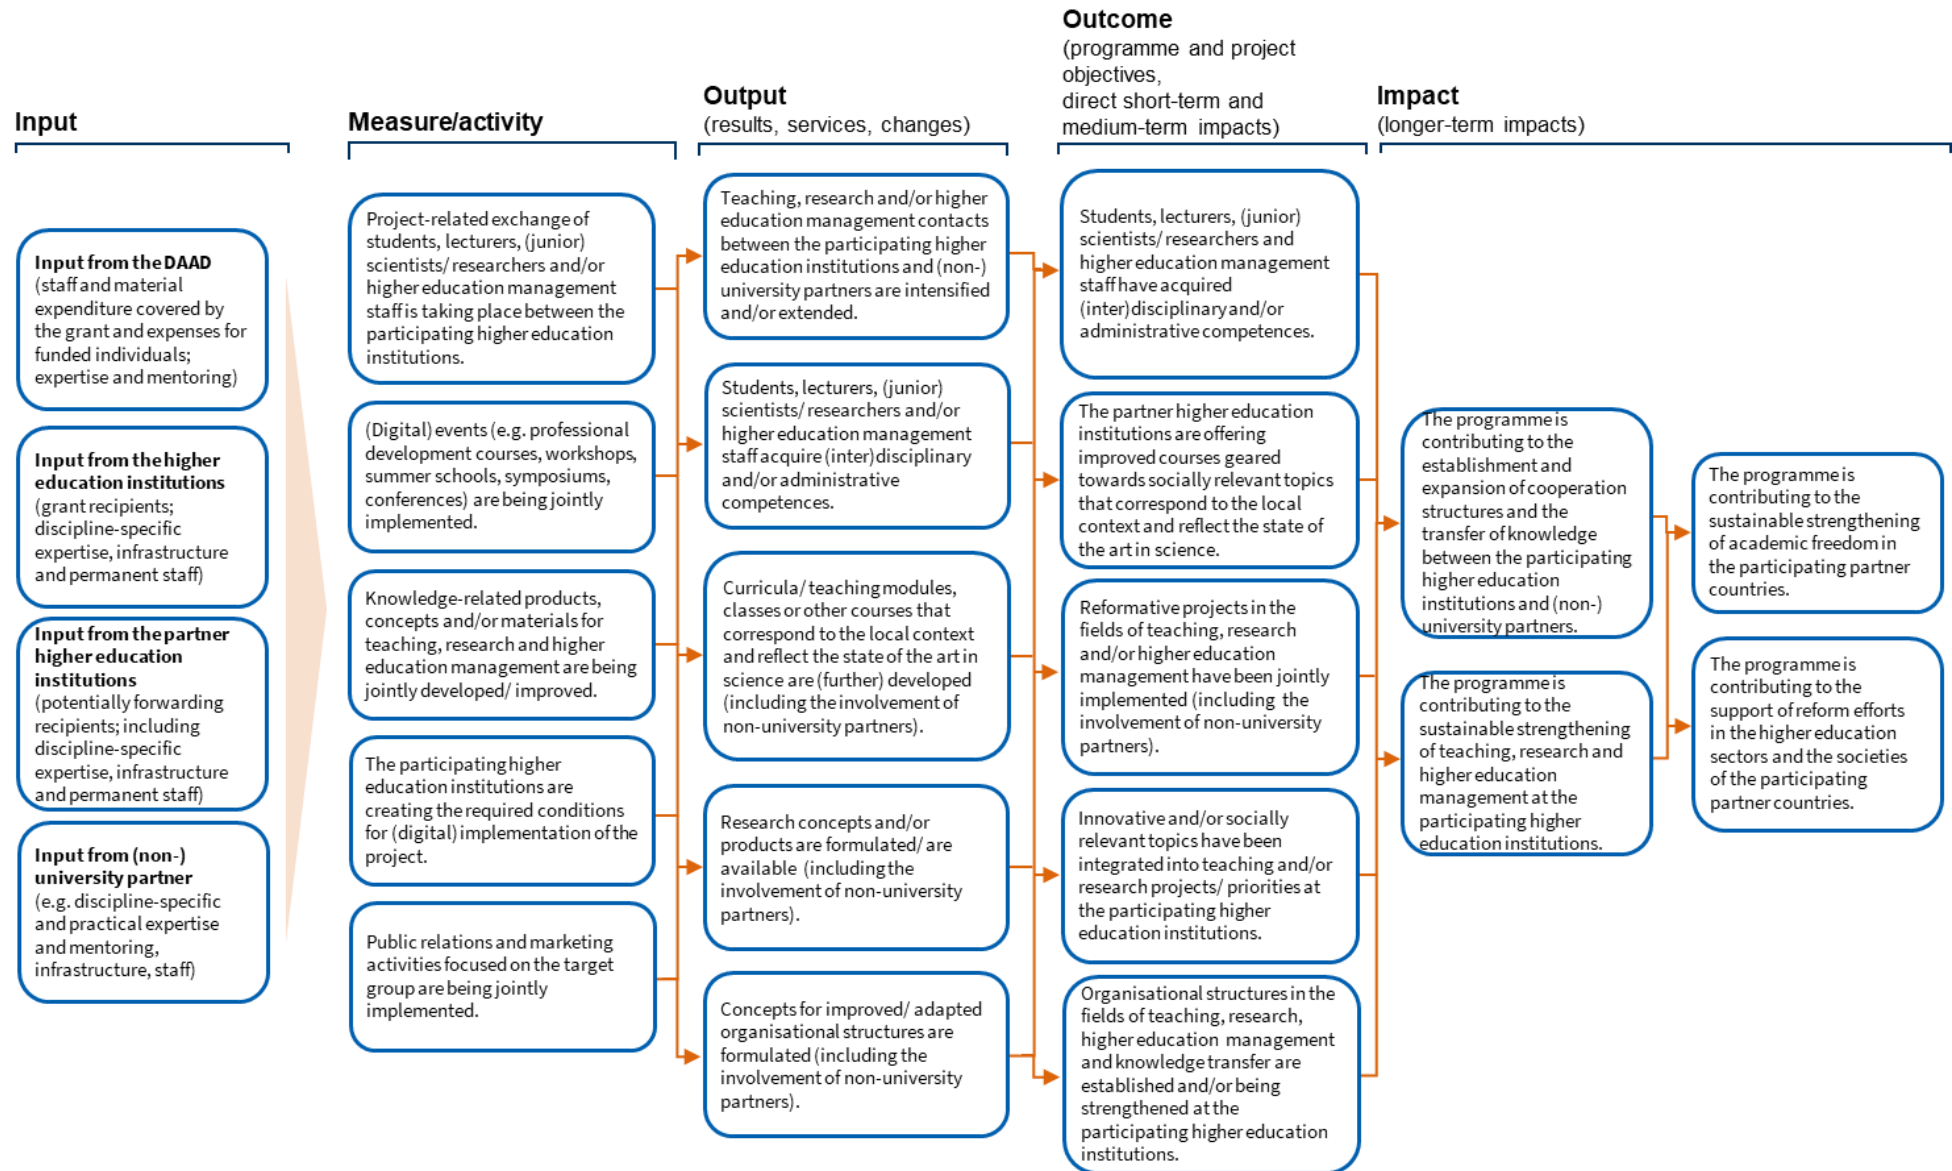 Input
Measure/activity
Output
(results, services, changes)
Outcome
(programme and project
objectives,
direct short-term and
medium-term impacts)
Impact
(longer-term impacts)
Input from the DAAD
(staff and material
expenditure covered by
the grant and expenses for
funded individuals;
expertise and mentoring)
Input from the higher
education institutions
(grant recipients;
discipline-specific
expertise, infrastructure
and permanent staff)
Input from the partner
higher education
institutions
(potentially forwarding
recipients; including
discipline-specific
expertise, infrastructure
and permanent staff)
Input from (non-)
university partner
(e.g. discipline-specific
and practical expertise
and mentoring,
infrastructure, staff)
Project-related exchange of
students, lecturers, (junior)
scientists/ researchers and/or
higher education management
staff is taking place between the
participating higher education
institutions.
(Digital) events (e.g. professional
development courses, workshops,
summer schools, symposiums,
conferences) are being jointly
implemented.
Knowledge-related products,
concepts and/or materials for
teaching, research and higher
education management are being
jointly developed/ improved.
The participating higher
education institutions are
creating the required conditions
for (digital) implementation of the
project.
Public relations and marketing
activities focused on the target
group are being jointly
implemented.
Teaching, research and/or higher
education management contacts
between the participating higher
education institutions and (non-)
university partners are intensified
and/or extended.
Students, lecturers, (junior)
scientists/ researchers and/or
higher education management
staff acquire (inter)disciplinary
and/or administrative
competences.
Curricula/ teaching modules,
classes or other courses that
correspond to the local context
and reflect the state of the art in
science are (further) developed
(including the involvement of
non-university partners).
Research concepts and/or
products are formulated/ are
available (including the
involvement of non-university
partners).
Concepts for improved/ adapted
organisational structures are
formulated (including the
involvement of non-university
partners).
Students, lecturers, (junior)
scientists/ researchers and
higher education management
staff have acquired
(inter)disciplinary and/or
administrative competences.
The partner higher education
institutions are offering
improved courses geared
towards socially relevant topics
that correspond to the local
context and reflect the state of
the art in science.
Reformative projects in the
fields of teaching, research
and/or higher education
management have been jointly
implemented (including the
involvement of non-university
partners).
Innovative and/or socially
relevant topics have been
integrated into teaching and/or
research projects/ priorities at
the participating higher
education institutions.
Organisational structures in the
fields of teaching, research,
higher education management
and knowledge transfer are
established and/or being
strengthened at the
participating higher education
institutions.
The programme is
contributing to the
establishment and
expansion of cooperation
structures and the
transfer of knowledge
between the participating
higher education
institutions and (non-)
university partners.
The programme is
contributing to the
sustainable strengthening
of teaching, research and
higher education
management at the
participating higher
education institutions.
The programme is
contributing to the
sustainable strengthening
of academic freedom in
the participating partner
countries.
The programme is
contributing to the
support of reform efforts
in the higher education
sectors and the societies
of the participating
partner countries.